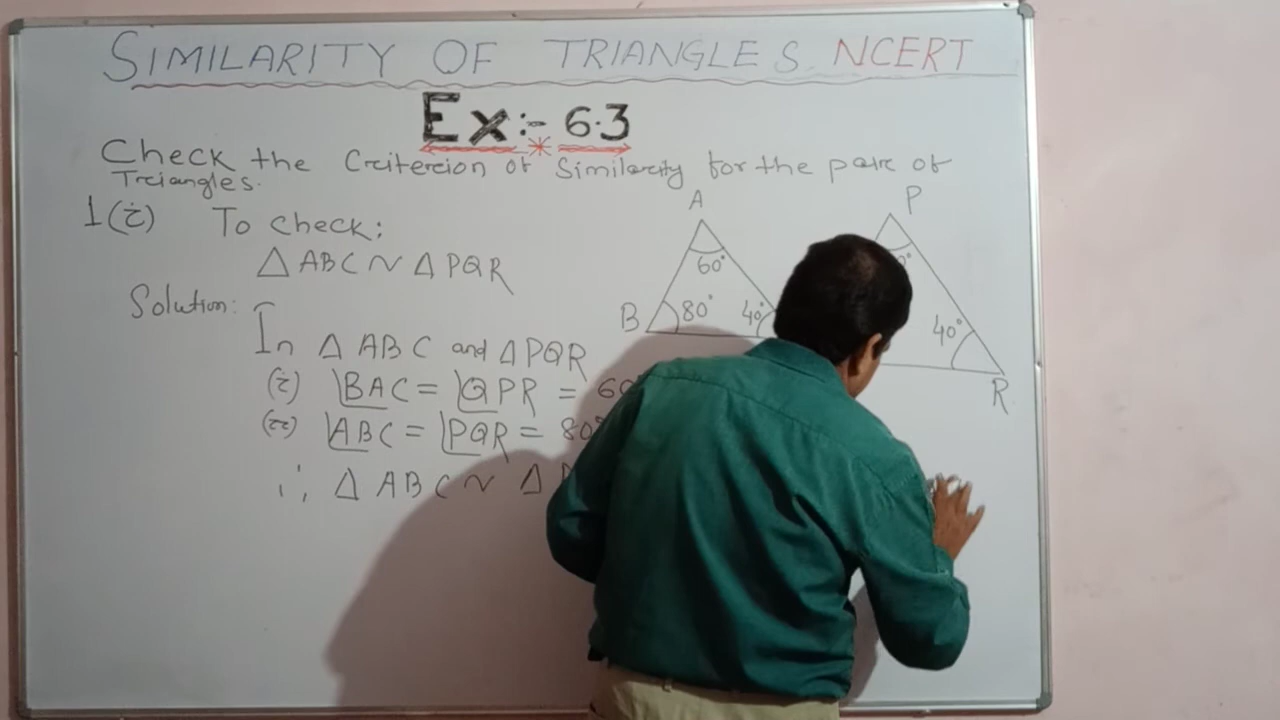 SIMILARITY OF TRIANGLES NCERT
Ex:- 6.3
Check the Criterion of Similarity for the pair of
Triangles.
1(i) To check:
△ ABC ~ △ PQR
Solution:
In △ ABC and △ PQR
(i) ∠BAC = ∠QPR = 60°
(ii) ∠ABC = ∠PQR = 80°
∴ △ ABC ~ △
A
60°
B 80° 40°
P
40°
R